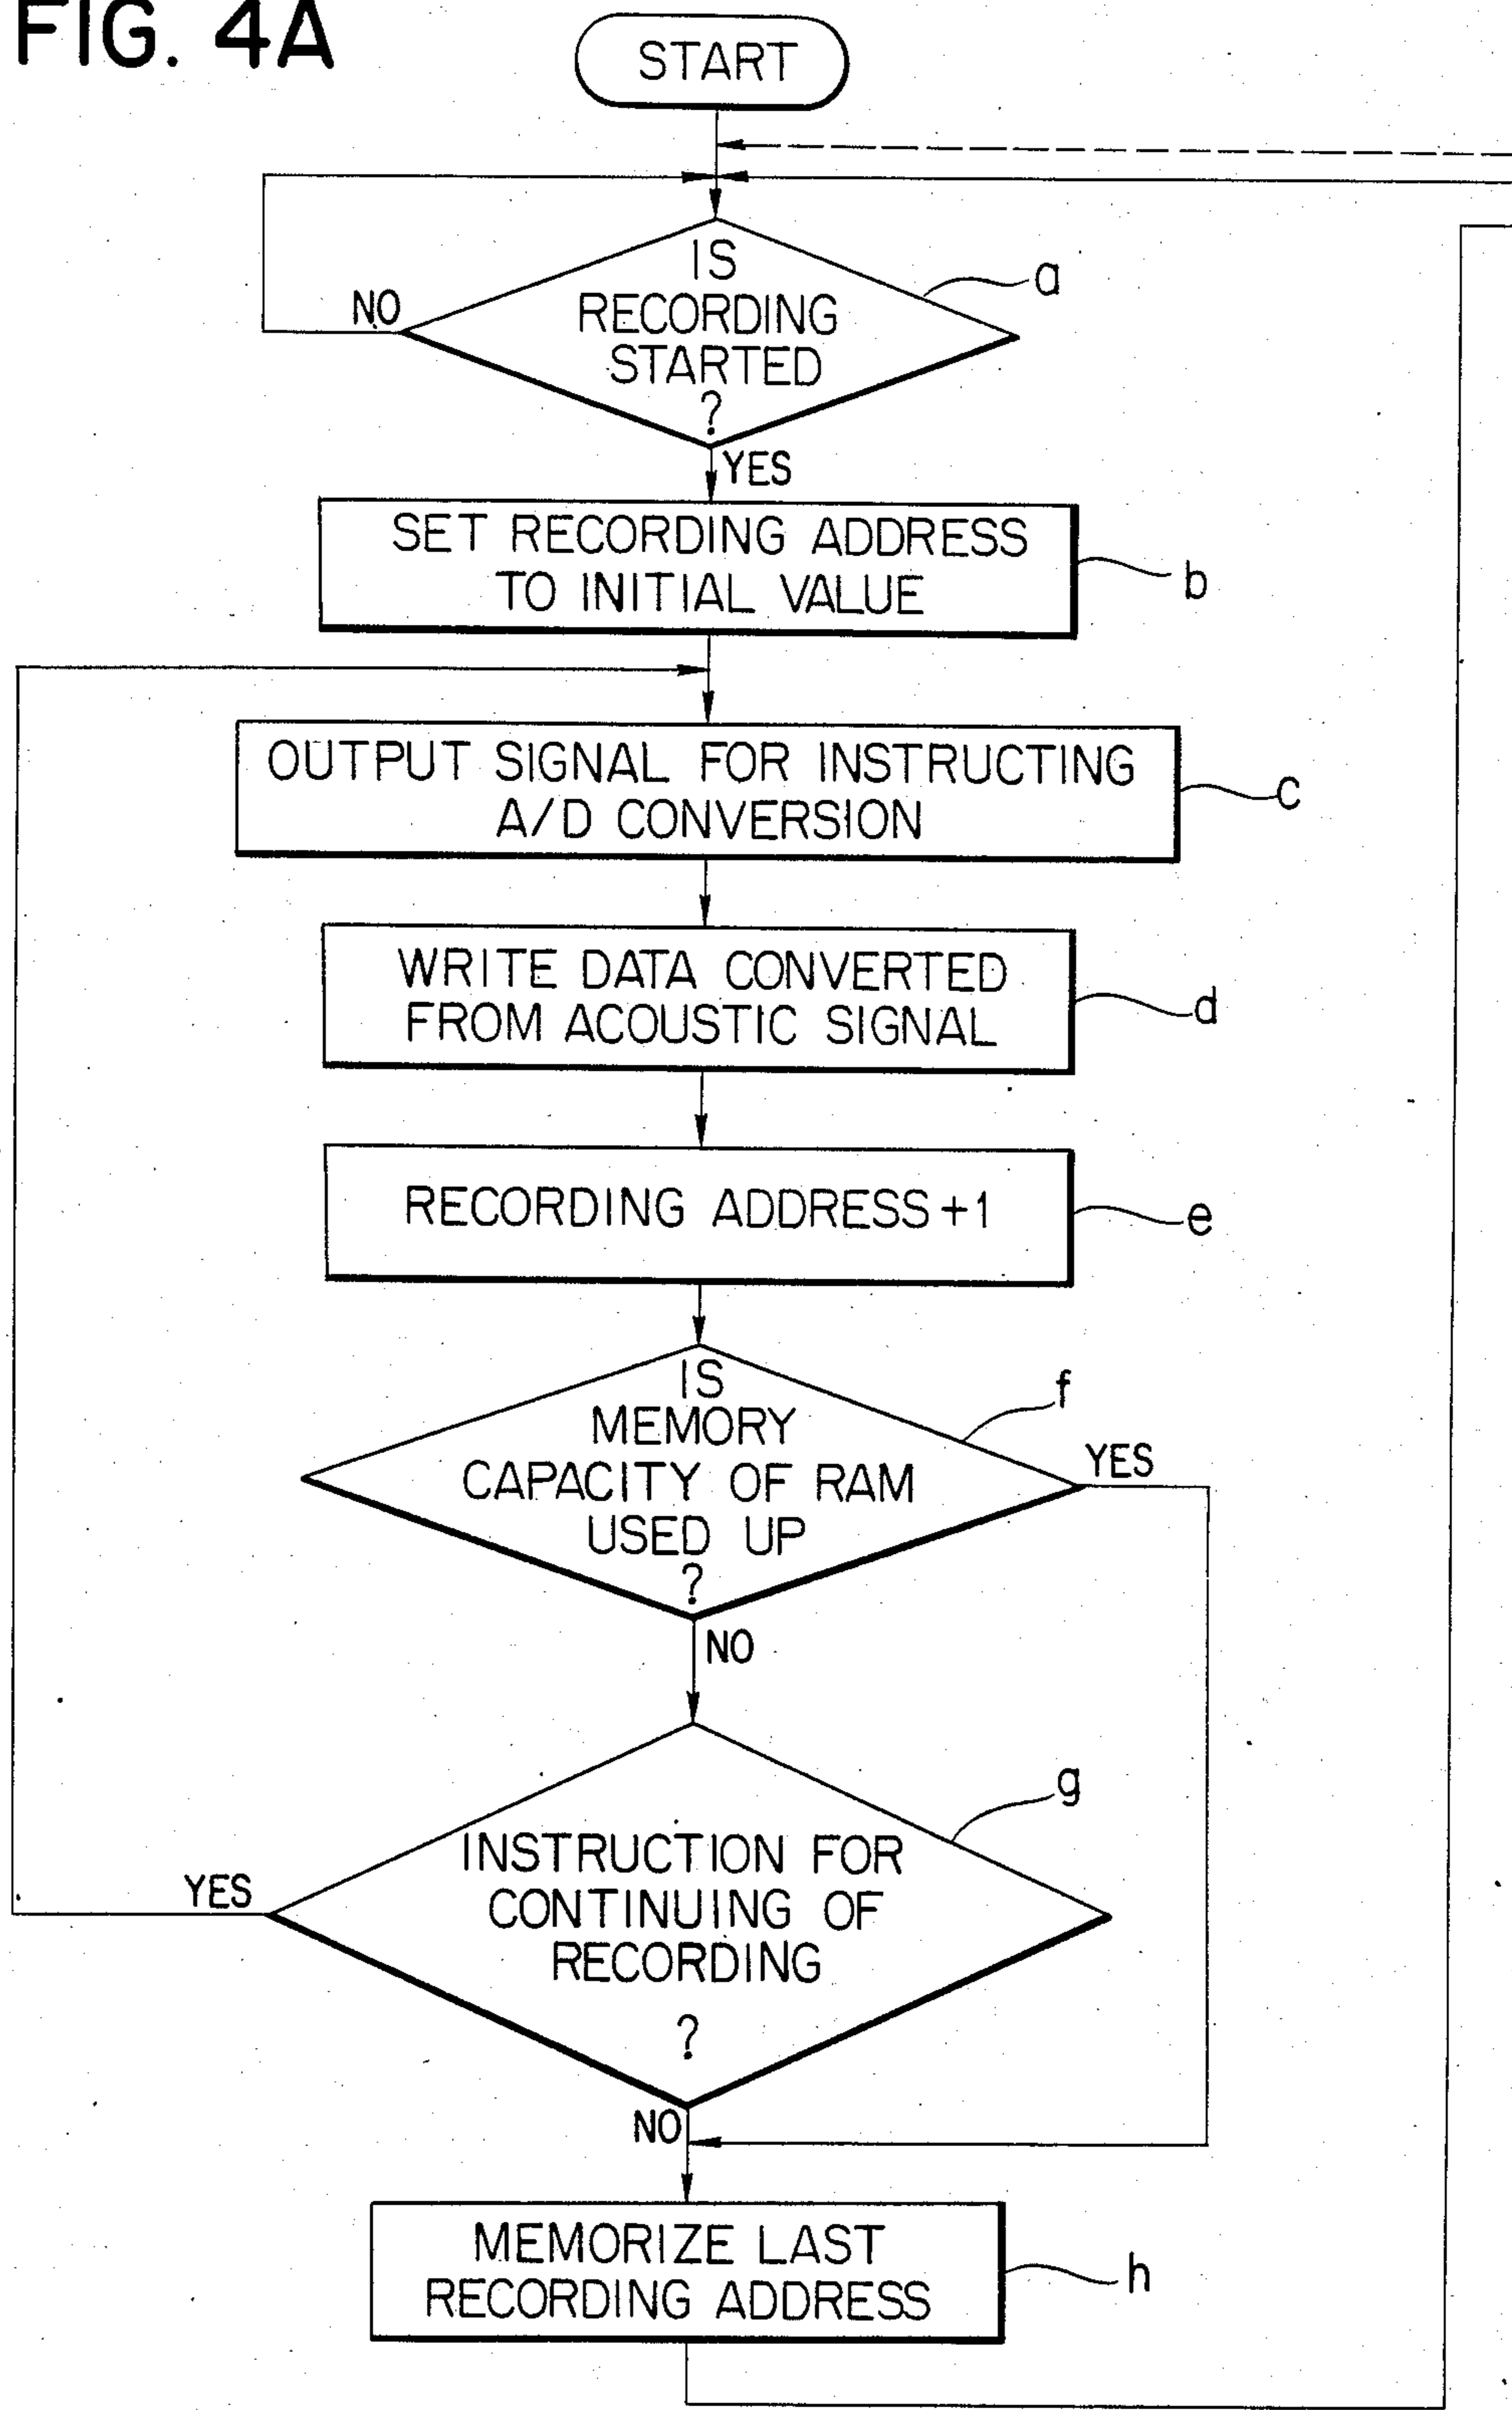 FIG. 4A
START
IS
RECORDING
STARTED
?
a
NO
YES
SET RECORDING ADDRESS
TO INITIAL VALUE
b
OUTPUT SIGNAL FOR INSTRUCTING
A/D CONVERSION
c
WRITE DATA CONVERTED
FROM ACOUSTIC SIGNAL
d
RECORDING ADDRESS +1
e
IS
MEMORY
CAPACITY OF RAM
USED UP
?
f
YES
NO
INSTRUCTION FOR
CONTINUING OF
RECORDING
?
g
YES
NO
MEMORIZE LAST
RECORDING ADDRESS
h